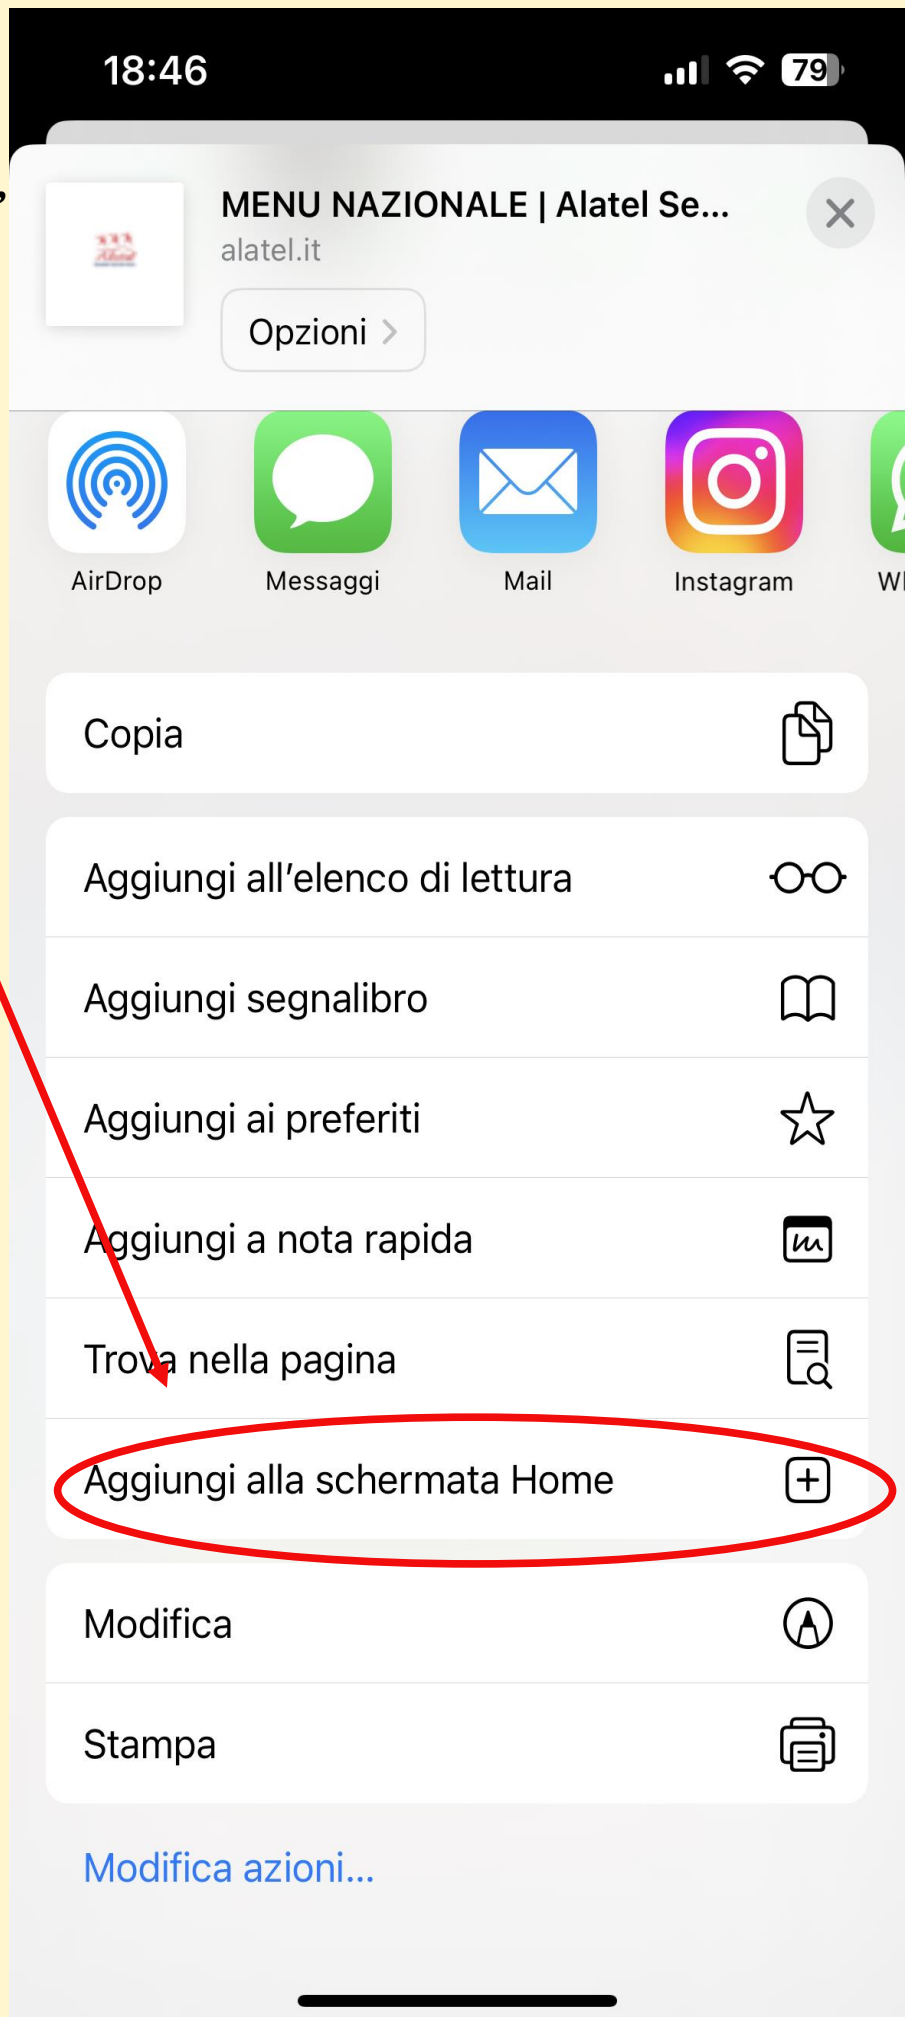 18:46
79
”
MENU NAZIONALE | Alatel Se...
alatel.it
Opzioni
AirDrop
Messaggi
Mail
Instagram
Copia
Aggiungi all'elenco di lettura
Aggiungi segnalibro
Aggiungi ai preferiti
Aggiungi a nota rapida
Trova nella pagina
Aggiungi alla schermata Home
Modifica
Stampa
Modifica azioni...